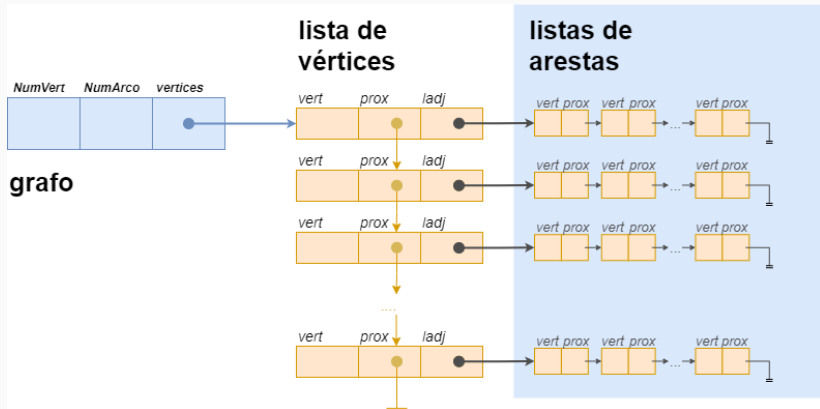 lista de
vértices
listas de
arestas
NumVert NumArco vertices
grafo
vert prox ladj
vert prox vert prox vert prox
...
vert prox ladj
vert prox vert prox vert prox
...
vert prox ladj
vert prox vert prox vert prox
...
....
vert prox ladj
vert prox vert prox vert prox
...